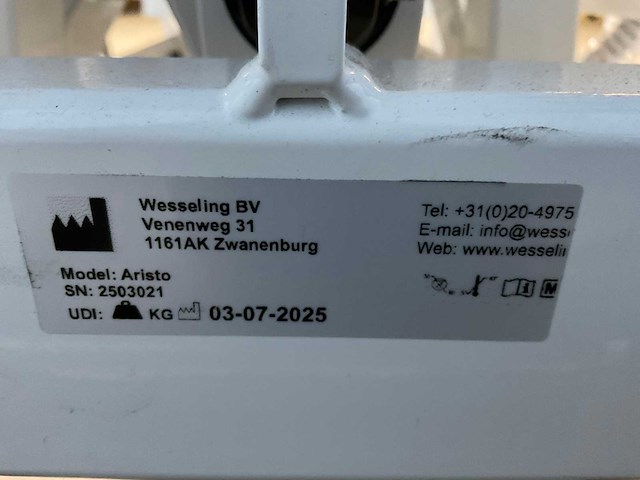 Wesseling BV
Venenweg 31
1161AK Zwanenburg
Tel: +31(0)20-4975
E-mail: info@wess
Web: www.wesseli
Model: Aristo
SN: 2503021
UDI: KG 03-07-2025